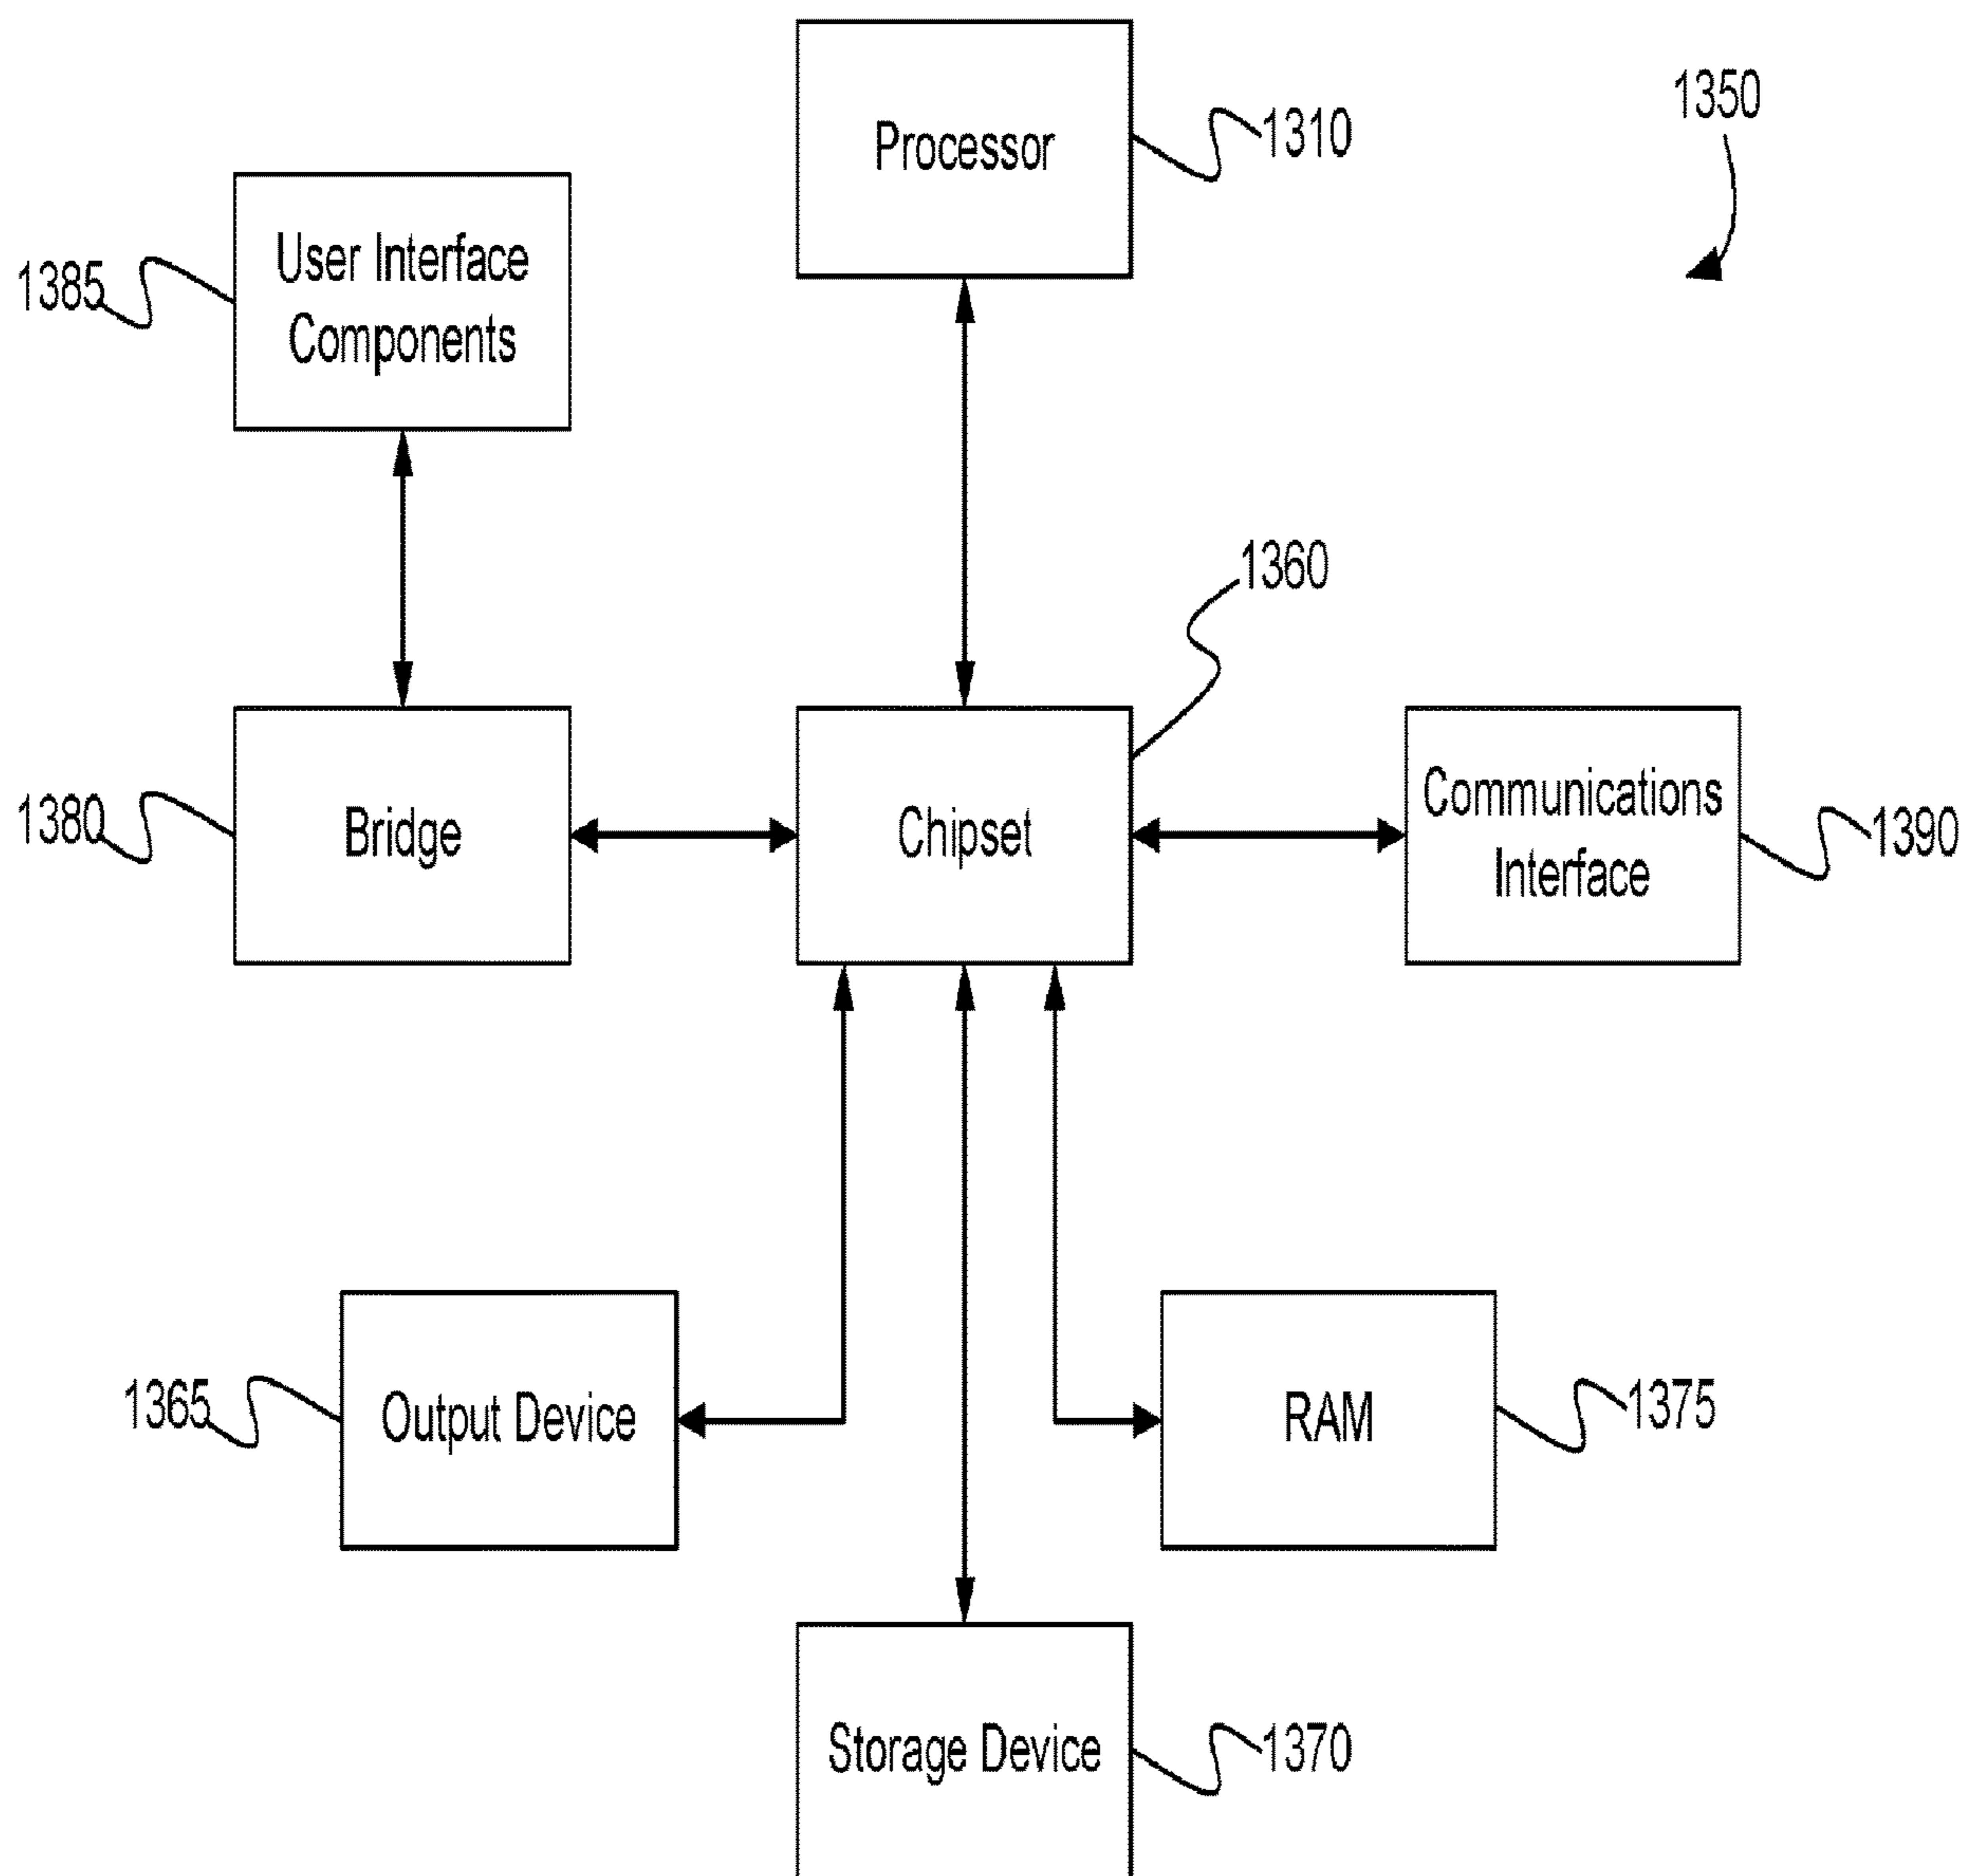 Processor
1310
1350
User Interface
Components
1385
1360
1380
Bridge
Chipset
Communications
Interface
1390
1365
Output Device
RAM
1375
Storage Device
1370